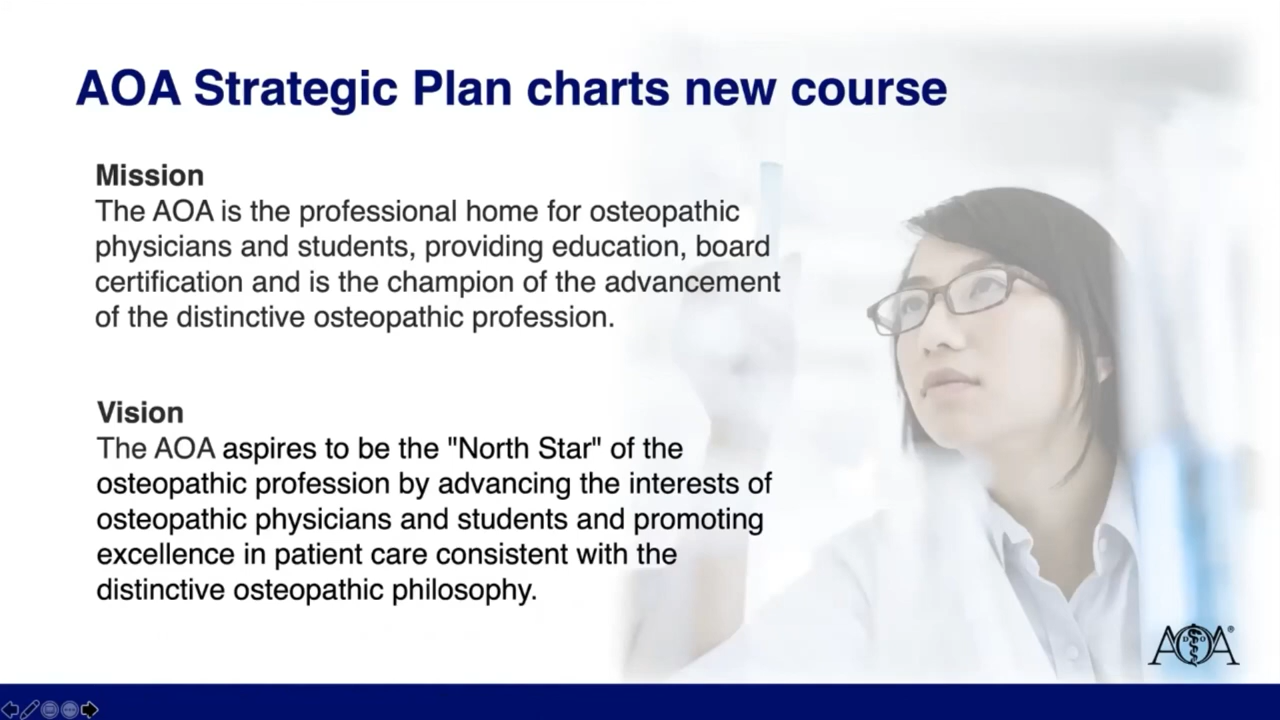 AOA Strategic Plan charts new course
Mission
The AOA is the professional home for osteopathic
physicians and students, providing education, board
certification and is the champion of the advancement
of the distinctive osteopathic profession.
Vision
The AOA aspires to be the "North Star" of the
osteopathic profession by advancing the interests of
osteopathic physicians and students and promoting
excellence in patient care consistent with the
distinctive osteopathic philosophy.
AOA®